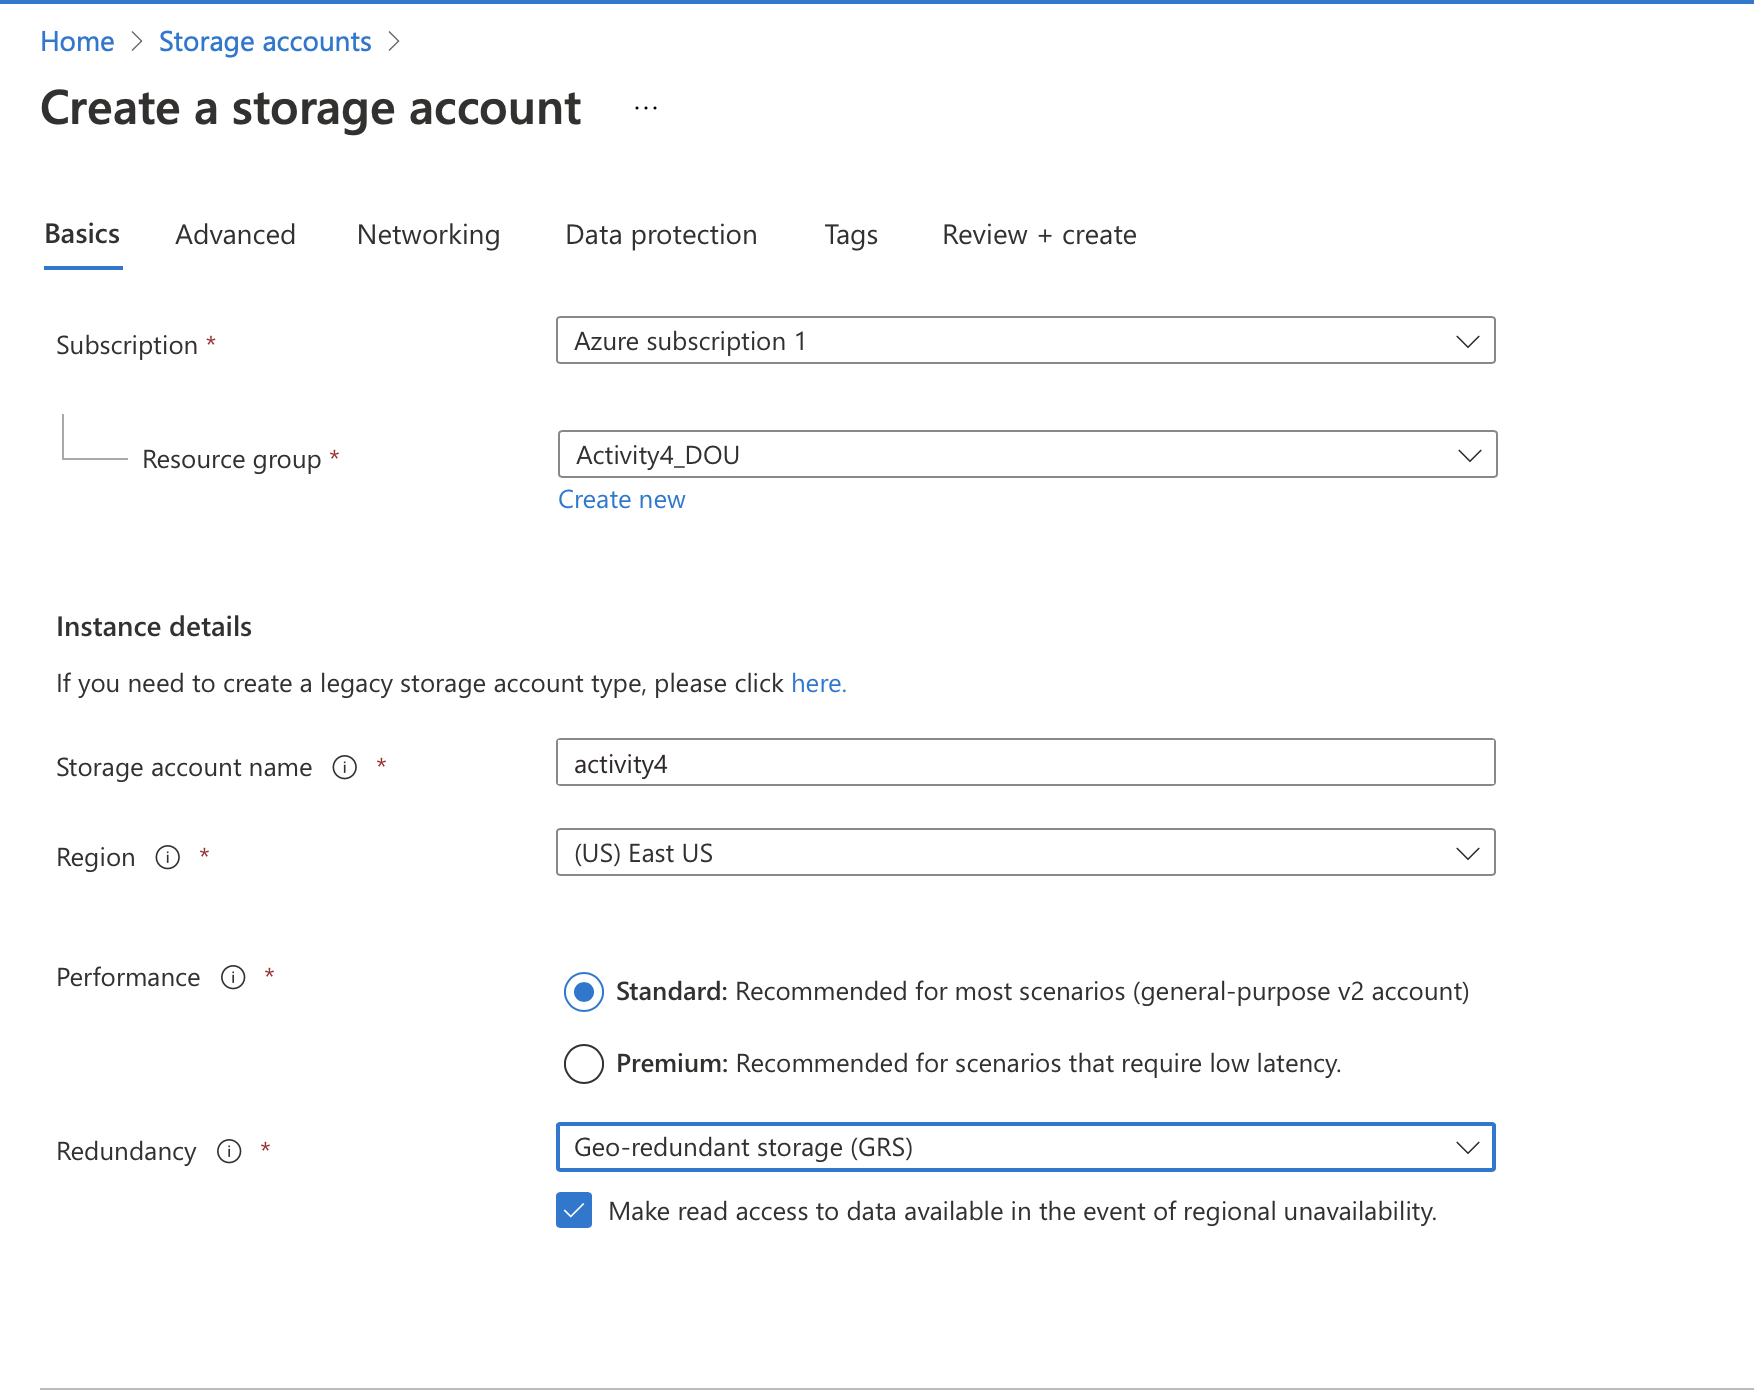 Home > Storage accounts >
Create a storage account ...
Basics Advanced Networking Data protection Tags Review + create
Subscription * Azure subscription 1
Resource group * Activity4_DOU
Create new
Instance details
If you need to create a legacy storage account type, please click here.
Storage account name * activity4
Region * (US) East US
Performance * Standard: Recommended for most scenarios (general-purpose v2 account)
Premium: Recommended for scenarios that require low latency.
Redundancy * Geo-redundant storage (GRS)
Make read access to data available in the event of regional unavailability.